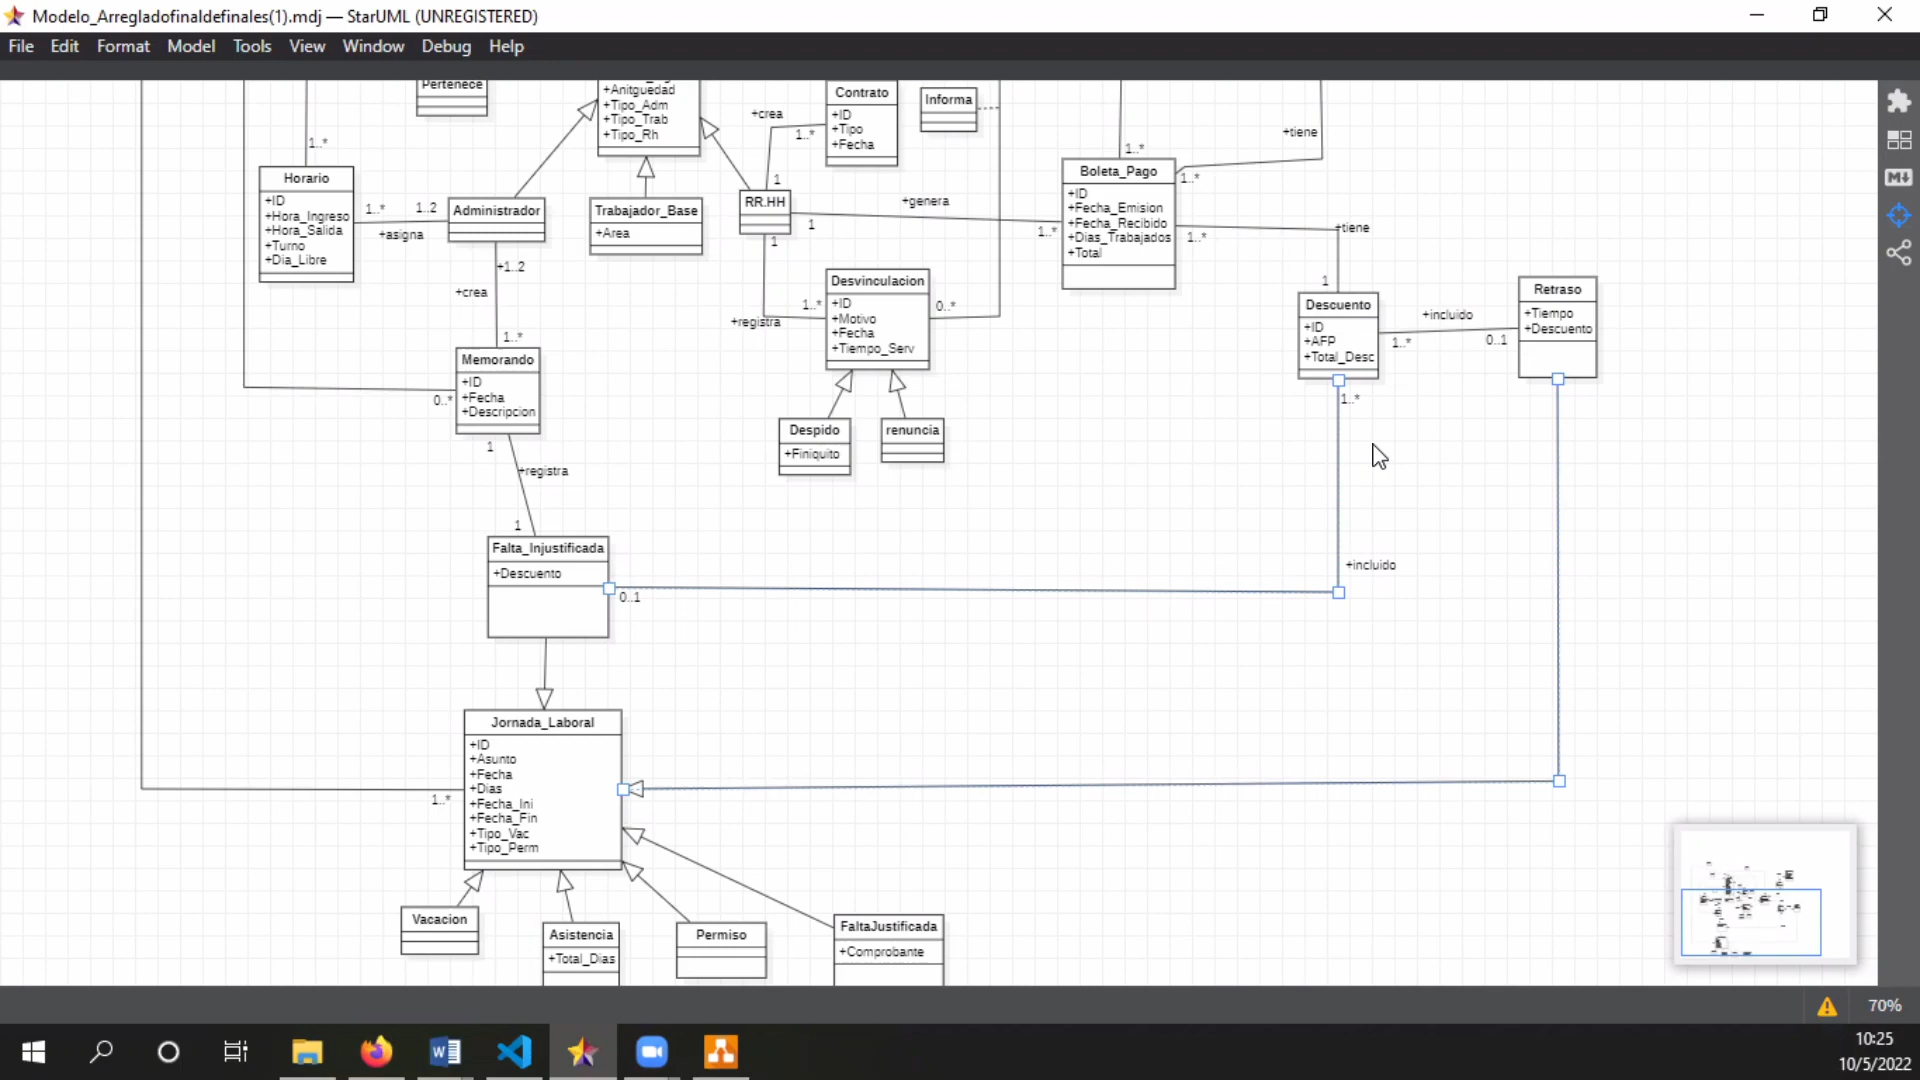 Modelo_Arregladofinaldefinales(1).mdj — StarUML (UNREGISTERED)
File Edit Format Model Tools View Window Debug Help
Pertenece
+Anitguedad
+Tipo_Adm
+Tipo_Trab
+Tipo_Rh
+crea
1..*
1
Contrato
+ID
+Tipo
+Fecha
Informa
+tiene
1..*
1..*
1..*
Horario
+ID
+Hora_Ingreso
+Hora_Salida
+Turno
+Dia_Libre
1..*
1..2
+asigna
Administrador
Trabajador_Base
+Area
RR.HH
1
+genera
1..*
1
Boleta_Pago
+ID
+Fecha_Emision
+Fecha_Recibido
+Dias_Trabajados
+Total
+tiene
1..*
1
+1..2
+crea
1..*
+registra
1..*
Desvinculacion
+ID
+Motivo
+Fecha
+Tiempo_Serv
0..*
Descuento
+ID
+AFP
+Total_Desc
+incluido
1..*
0..1
Retraso
+Tiempo
+Descuento
Memorando
+ID
+Fecha
+Descripcion
0..*
1..*
Despido
+Finiquito
renuncia
1
+registra
1
Falta_Injustificada
+Descuento
0..1
+incluido
Jornada_Laboral
+ID
+Asunto
+Fecha
+Dias
+Fecha_Ini
+Fecha_Fin
+Tipo_Vac
+Tipo_Perm
1..*
Vacacion
Asistencia
+Total_Dias
Permiso
FaltaJustificada
+Comprobante
70%
10:25
10/5/2022